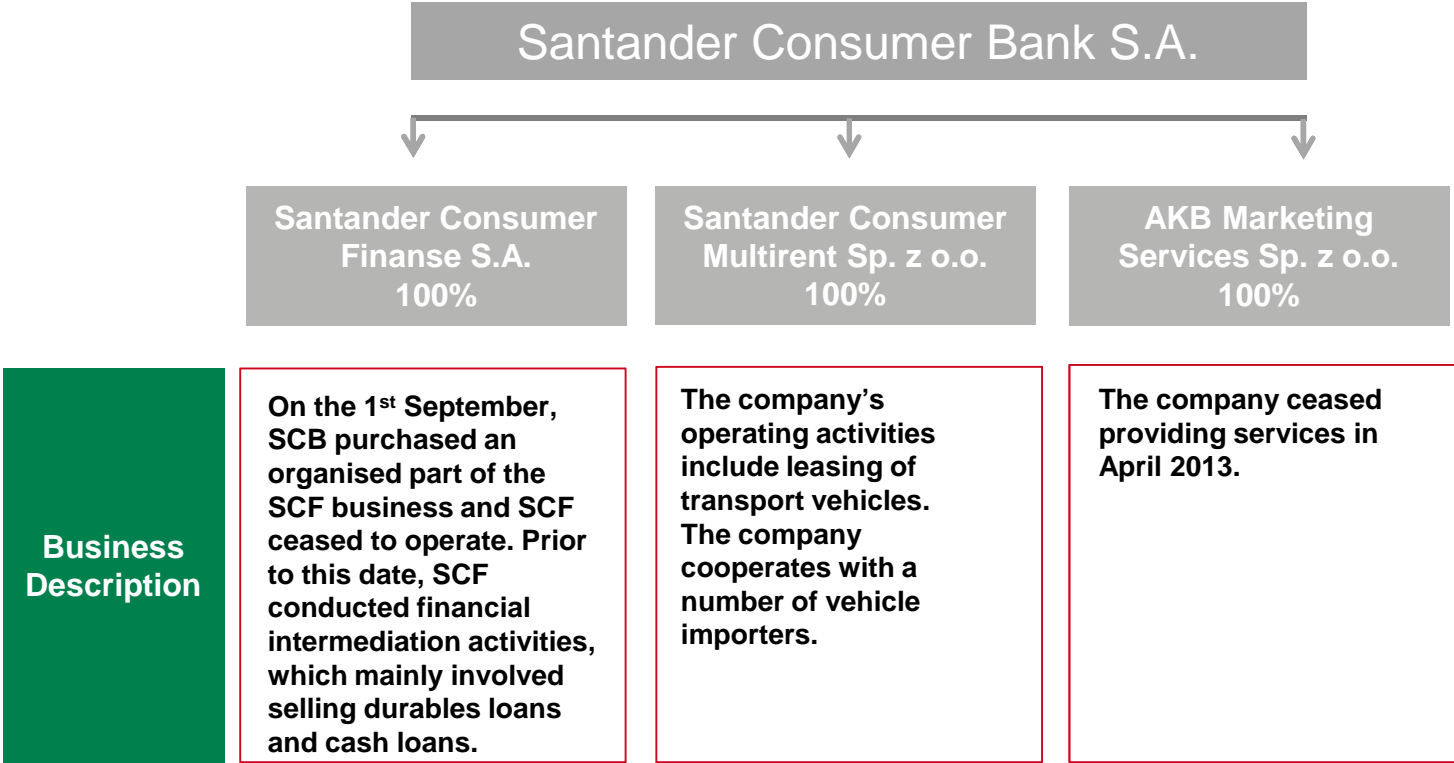 Santander Consumer Bank S.A.
Santander Consumer
Finanse S.A.
100%
Santander Consumer
Multirent Sp. z o.o.
100%
AKB Marketing
Services Sp. z o.o.
100%
Business
Description
On the 1st September,
SCB purchased an
organised part of the
SCF business and SCF
ceased to operate. Prior
to this date, SCF
conducted financial
intermediation activities,
which mainly involved
selling durables loans
and cash loans.
The company’s
operating activities
include leasing of
transport vehicles.
The company
cooperates with a
number of vehicle
importers.
The company ceased
providing services in
April 2013.